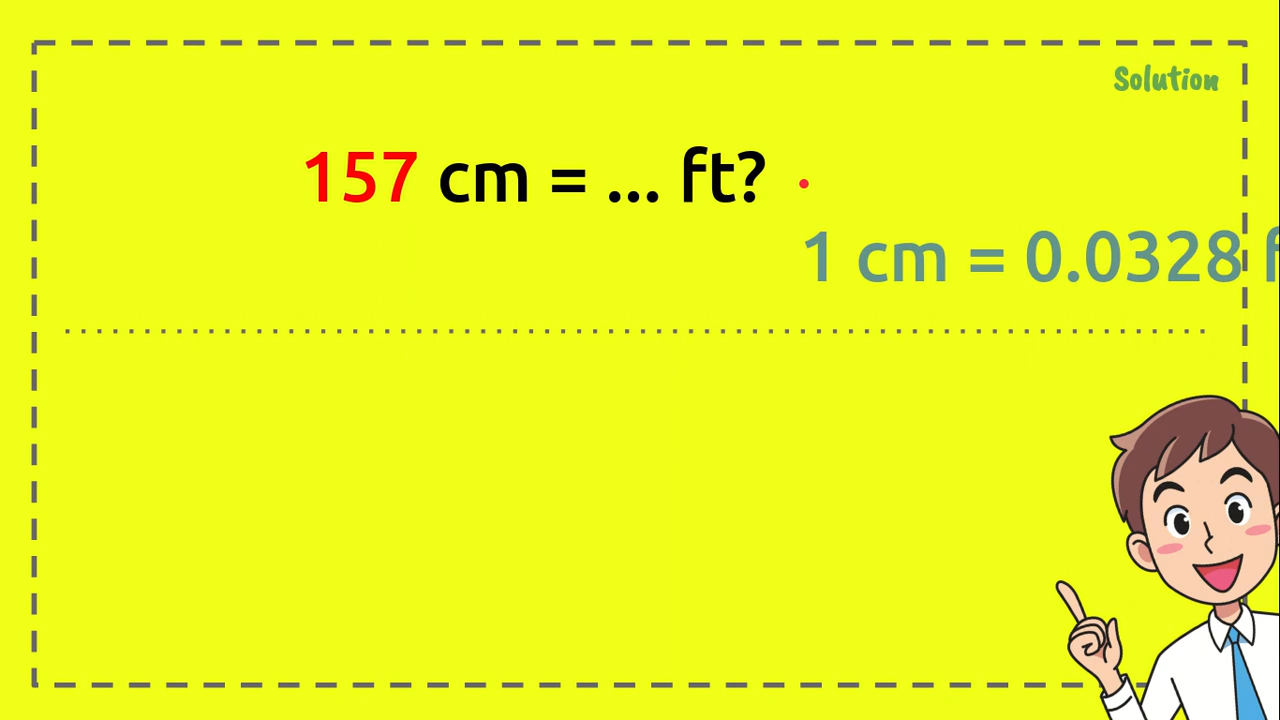 Solution
157 cm = ... ft?
1 cm = 0.0328